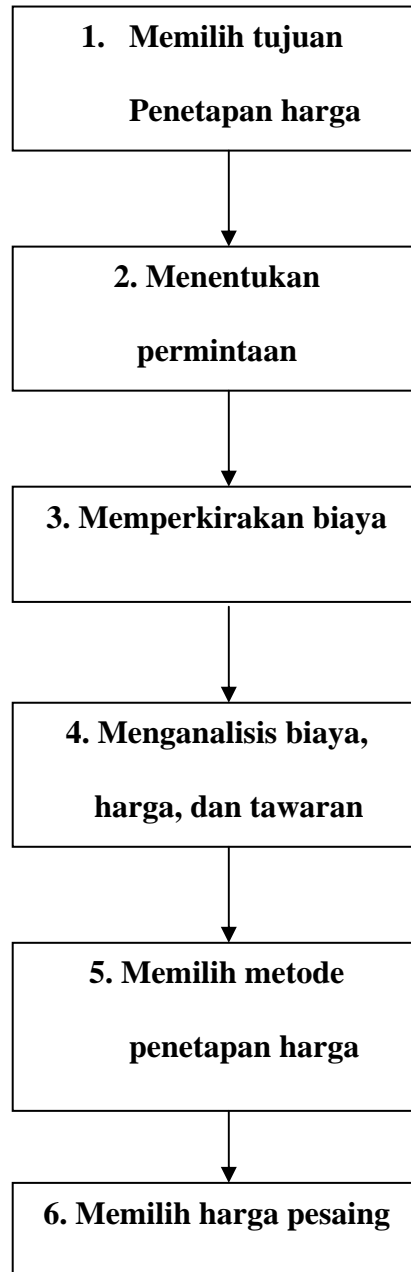 1. Memilih tujuan
Penetapan harga
2. Menentukan
permintaan
3. Memperkirakan biaya
4. Menganalisis biaya,
harga, dan tawaran
5. Memilih metode
penetapan harga
6. Memilih harga pesaing